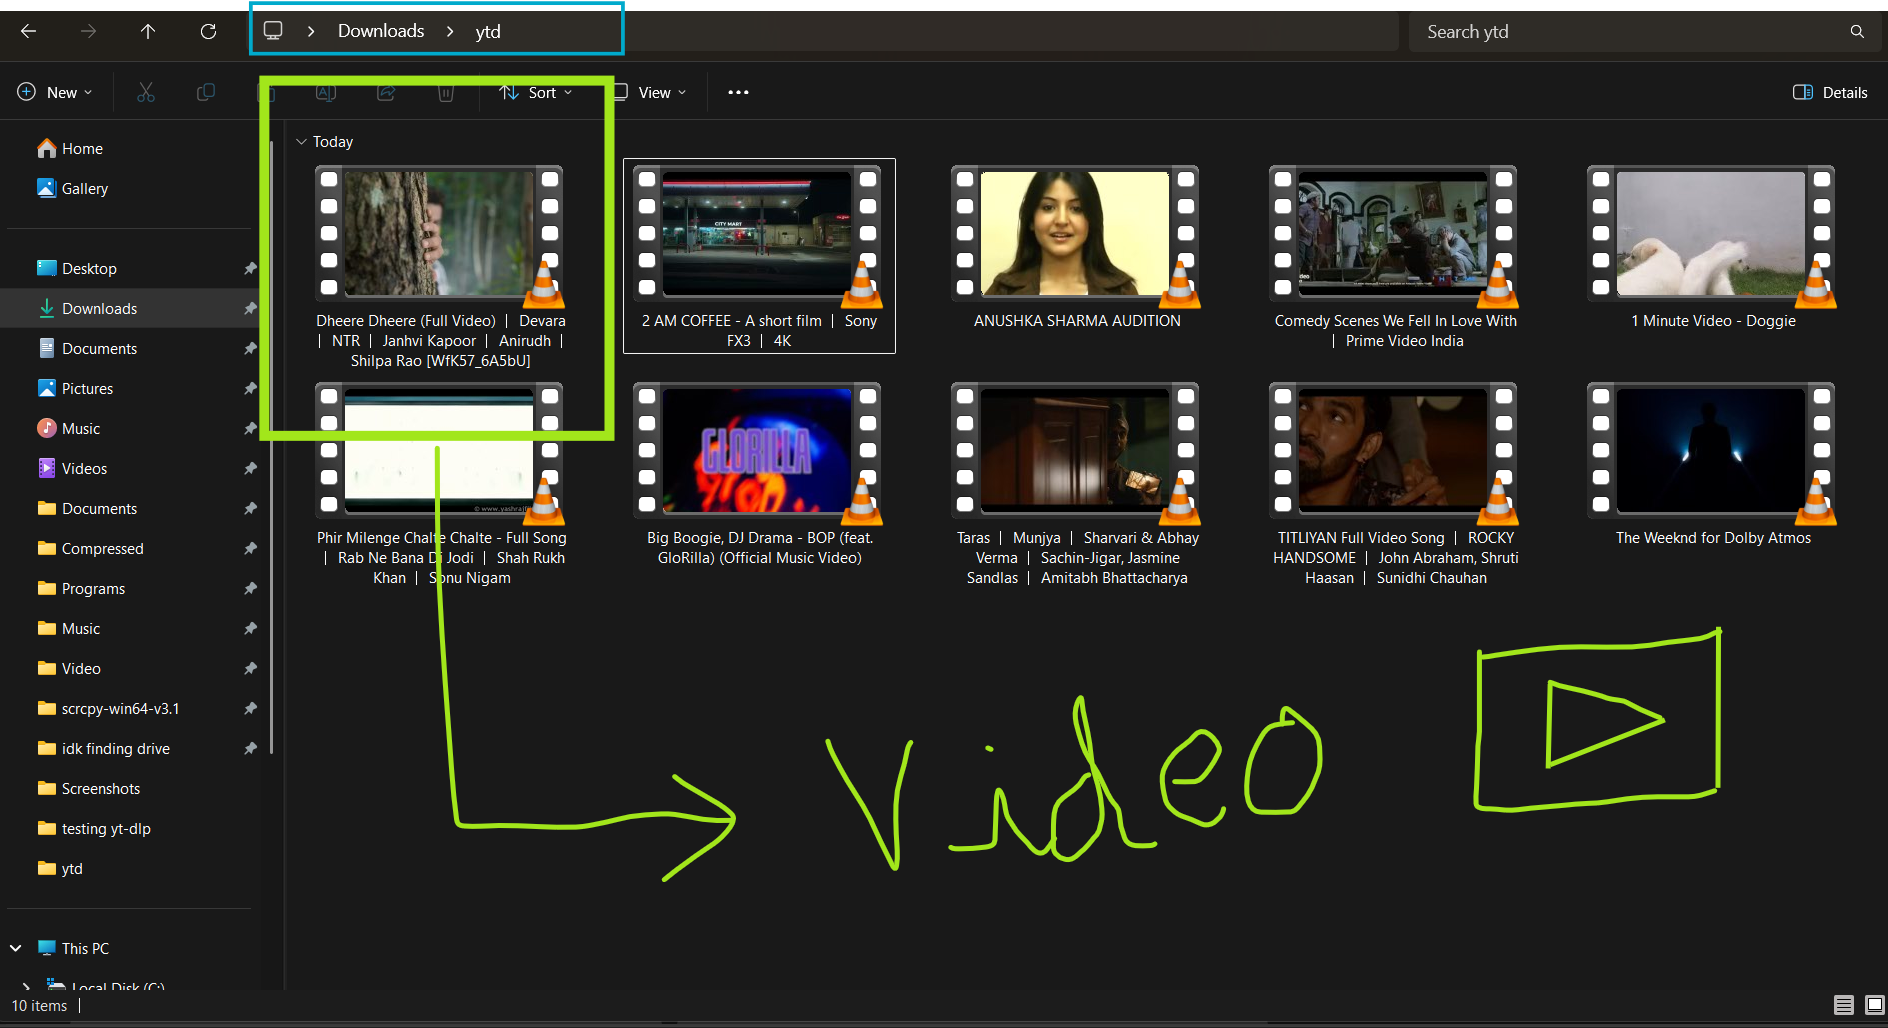 Downloads > ytd
Search ytd
New
Sort
View
Details
Home
Gallery
Desktop
Downloads
Documents
Pictures
Music
Videos
Documents
Compressed
Programs
Music
Video
scrcpy-win64-v3.1
idk finding drive
Screenshots
testing yt-dlp
ytd
This PC
Local Disk (C:)
Today
CITY MART
GLORILLA
Dheere Dheere (Full Video) | Devara
| NTR | Janhvi Kapoor | Anirudh |
Shilpa Rao [WfK57_6A5bU]
2 AM COFFEE - A short film | Sony
FX3 | 4K
ANUSHKA SHARMA AUDITION
Comedy Scenes We Fell In Love With
| Prime Video India
1 Minute Video - Doggie
Phir Milenge Chalte Chalte - Full Song
| Rab Ne Bana Di Jodi | Shah Rukh
Khan | Sonu Nigam
Big Boogie, DJ Drama - BOP (feat.
GloRilla) (Official Music Video)
Taras | Munjya | Sharvari & Abhay
Verma | Sachin-Jigar, Jasmine
Sandlas | Amitabh Bhattacharya
TITLIYAN Full Video Song | ROCKY
HANDSOME | John Abraham, Shruti
Haasan | Sunidhi Chauhan
The Weeknd for Dolby Atmos
Video
10 items